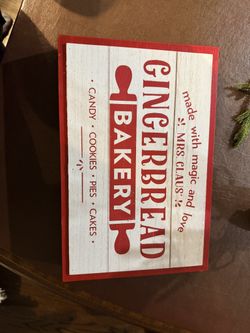 made with magic and love
MRS CLAUS'
GINGERBREAD
BAKERY
• CANDY • COOKIES • PIES • CAKES •